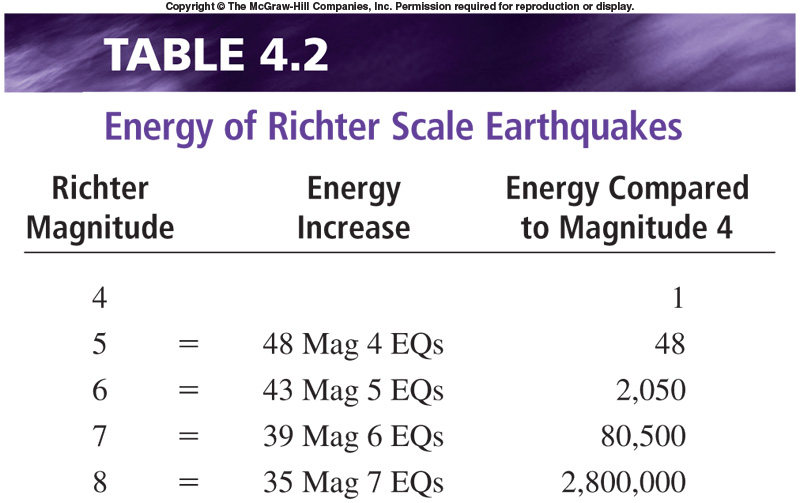 Copyright © The McGraw-Hill Companies, Inc. Permission required for reproduction or display.
TABLE 4.2
Energy of Richter Scale Earthquakes
Richter Energy Energy Compared
Magnitude Increase to Magnitude 4
4 1
5 = 48 Mag 4 EQs 48
6 = 43 Mag 5 EQs 2,050
7 = 39 Mag 6 EQs 80,500
8 = 35 Mag 7 EQs 2,800,000